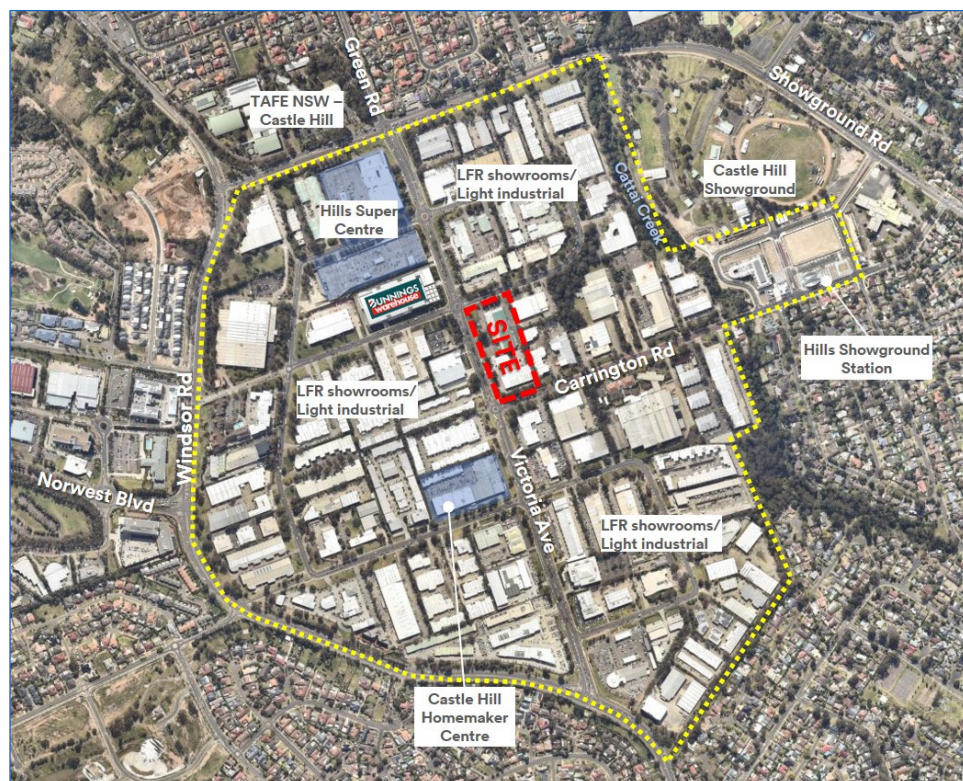 Green Rd
TAFE NSW –
Castle Hill
Showground Rd
LFR showrooms/
Light industrial
Castle Hill
Showground
Hills Super
Centre
Cattai Creek
BUNNINGS
warehouse
SITE
Hills Showground
Station
Carrington Rd
LFR showrooms/
Light industrial
Windsor Rd
Norwest Blvd
Victoria Ave
LFR showrooms/
Light industrial
Castle Hill
Homemaker
Centre